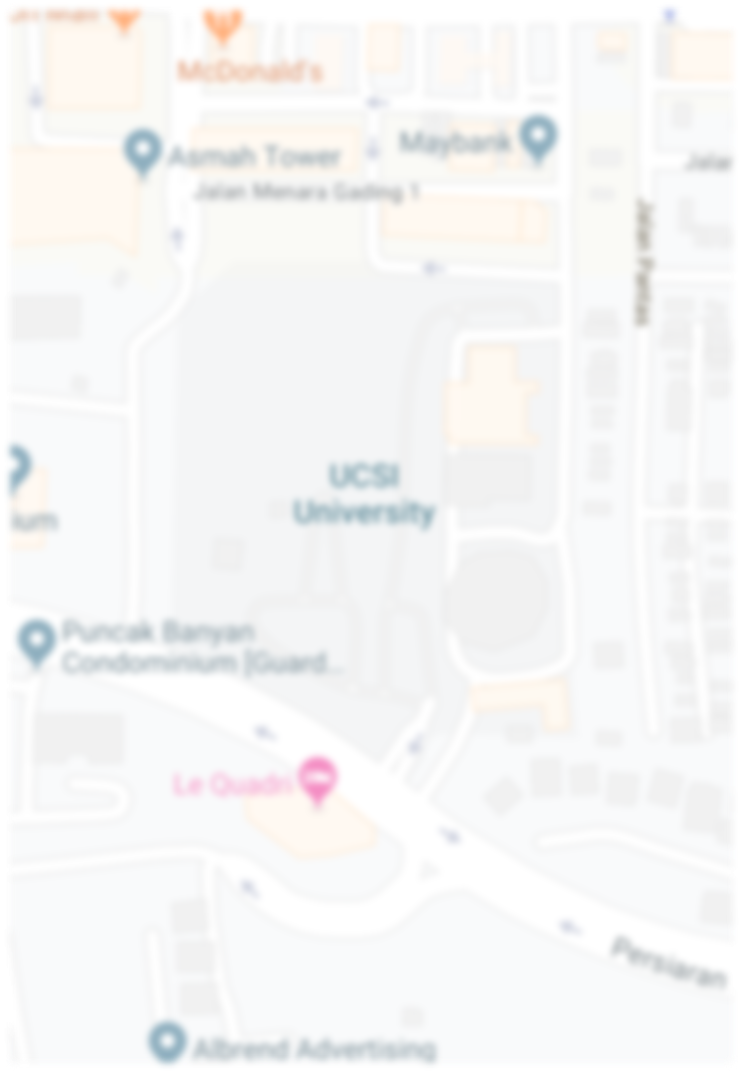 McDonald's
Asmah Tower
Maybank
Jalan Menara Gading 1
Jalan Pantas
UCSI
University
ium
Puncak Banyan
Condominium [Guard...
Le Quadri
Persiaran
Albrend Advertising